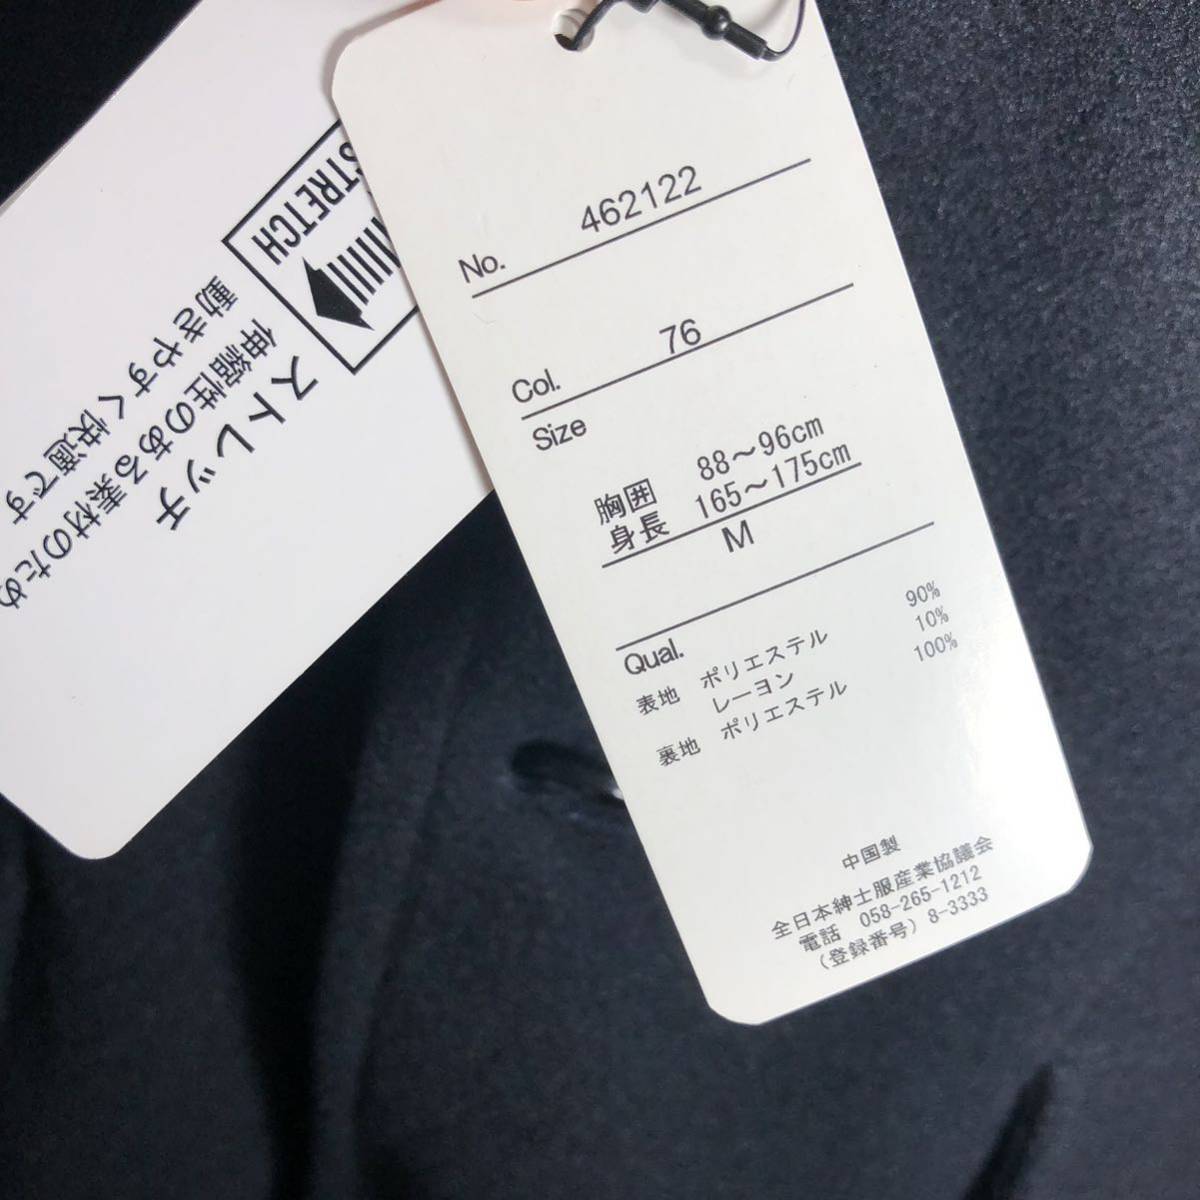 STRETCH
ストレッチ
伸縮性のある素材のため
動きやすく快適です
No. 462122
Col. 76
Size
胸囲 88～96cm
身長 165～175cm
M
Qual.
表地 ポリエステル 90%
レーヨン 10%
裏地 ポリエステル 100%
中国製
全日本紳士服産業協議会
電話 058-265-1212
(登録番号) 8-3333